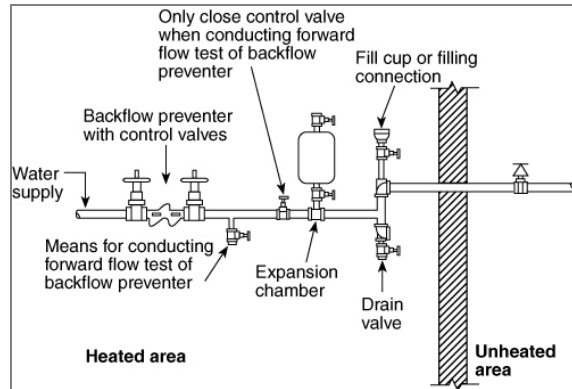 Only close control valve
when conducting forward
flow test of backflow
preventer
Fill cup or filling
connection
Backflow preventer
with control valves
Water
supply
Means for conducting
forward flow test of
backflow preventer
Expansion
chamber
Drain
valve
Heated area
Unheated
area